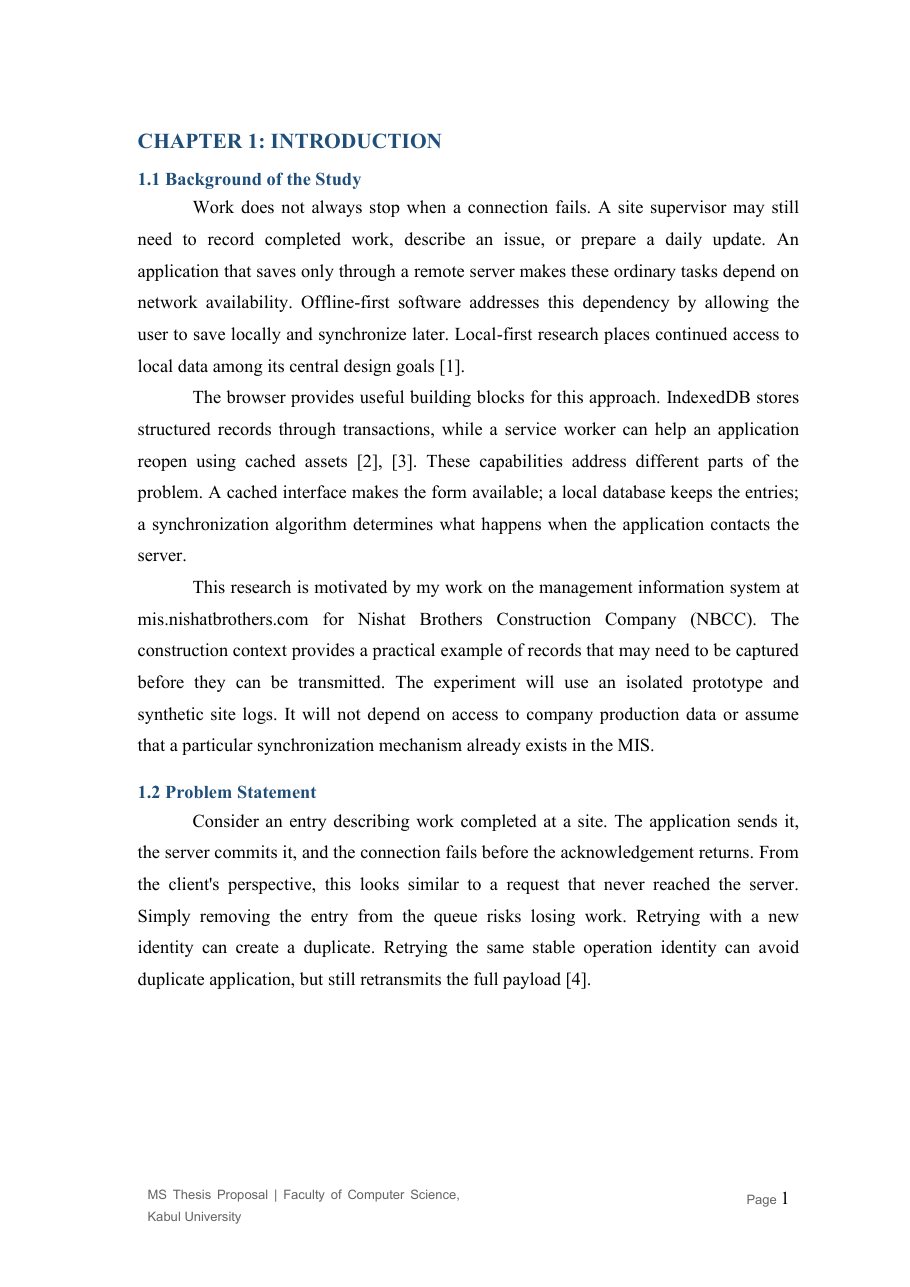 CHAPTER 1: INTRODUCTION
1.1 Background of the Study
Work does not always stop when a connection fails. A site supervisor may still
need to record completed work, describe an issue, or prepare a daily update. An
application that saves only through a remote server makes these ordinary tasks depend on
network availability. Offline-first software addresses this dependency by allowing the
user to save locally and synchronize later. Local-first research places continued access to
local data among its central design goals [1].
The browser provides useful building blocks for this approach. IndexedDB stores
structured records through transactions, while a service worker can help an application
reopen using cached assets [2], [3]. These capabilities address different parts of the
problem. A cached interface makes the form available; a local database keeps the entries;
a synchronization algorithm determines what happens when the application contacts the
server.
This research is motivated by my work on the management information system at
mis.nishatbrothers.com for Nishat Brothers Construction Company (NBCC). The
construction context provides a practical example of records that may need to be captured
before they can be transmitted. The experiment will use an isolated prototype and
synthetic site logs. It will not depend on access to company production data or assume
that a particular synchronization mechanism already exists in the MIS.
1.2 Problem Statement
Consider an entry describing work completed at a site. The application sends it,
the server commits it, and the connection fails before the acknowledgement returns. From
the client's perspective, this looks similar to a request that never reached the server.
Simply removing the entry from the queue risks losing work. Retrying with a new
identity can create a duplicate. Retrying the same stable operation identity can avoid
duplicate application, but still retransmits the full payload [4].
MS Thesis Proposal | Faculty of Computer Science,
Kabul University
Page 1